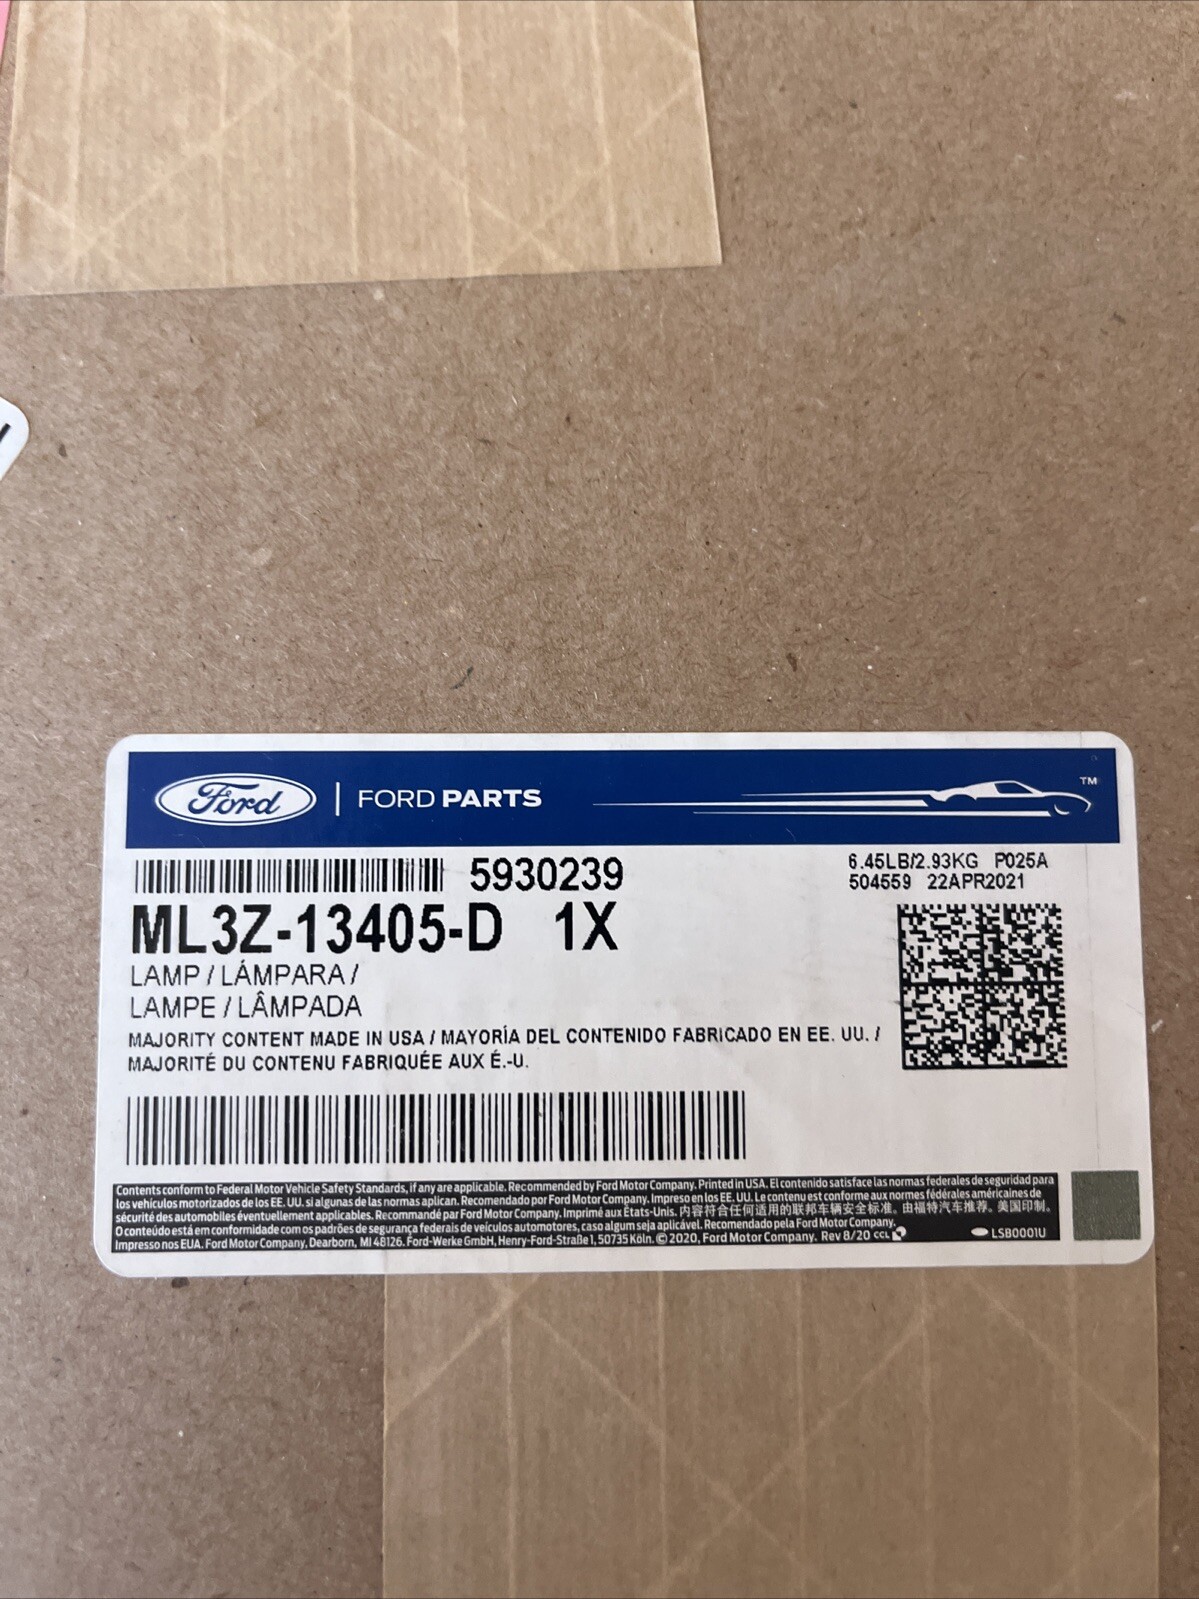 Ford | FORD PARTS ™
5930239
6.45LB/2.93KG P025A
504559 22APR2021
ML3Z-13405-D 1X
LAMP / LÁMPARA /
LAMPE / LÂMPADA
MAJORITY CONTENT MADE IN USA / MAYORÍA DEL CONTENIDO FABRICADO EN EE. UU. /
MAJORITÉ DU CONTENU FABRIQUÉE AUX É.-U.
Contents conform to Federal Motor Vehicle Safety Standards, if any are applicable. Recommended by Ford Motor Company. Printed in USA. El contenido satisface las normas federales de seguridad para
los vehículos motorizados de los EE. UU. si algunas de las normas aplican. Recomendado por Ford Motor Company. Impreso en los EE. UU. Le contenu est conforme aux normes fédérales américaines de
sécurité des automobiles éventuellement applicables. Recommandé par Ford Motor Company. Imprimé aux États-Unis. 内容符合任何适用的联邦车辆安全标准。由福特汽车推荐。美国印制。
O conteúdo está em conformidade com os padrões de segurança federais de veículos automotores, caso algum seja aplicável. Recomendado pela Ford Motor Company.
Impresso nos EUA. Ford Motor Company, Dearborn, MI 48126. Ford-Werke GmbH, Henry-Ford-Straße 1, 50735 Köln. © 2020, Ford Motor Company. Rev 8/20 CCL LSB0001U